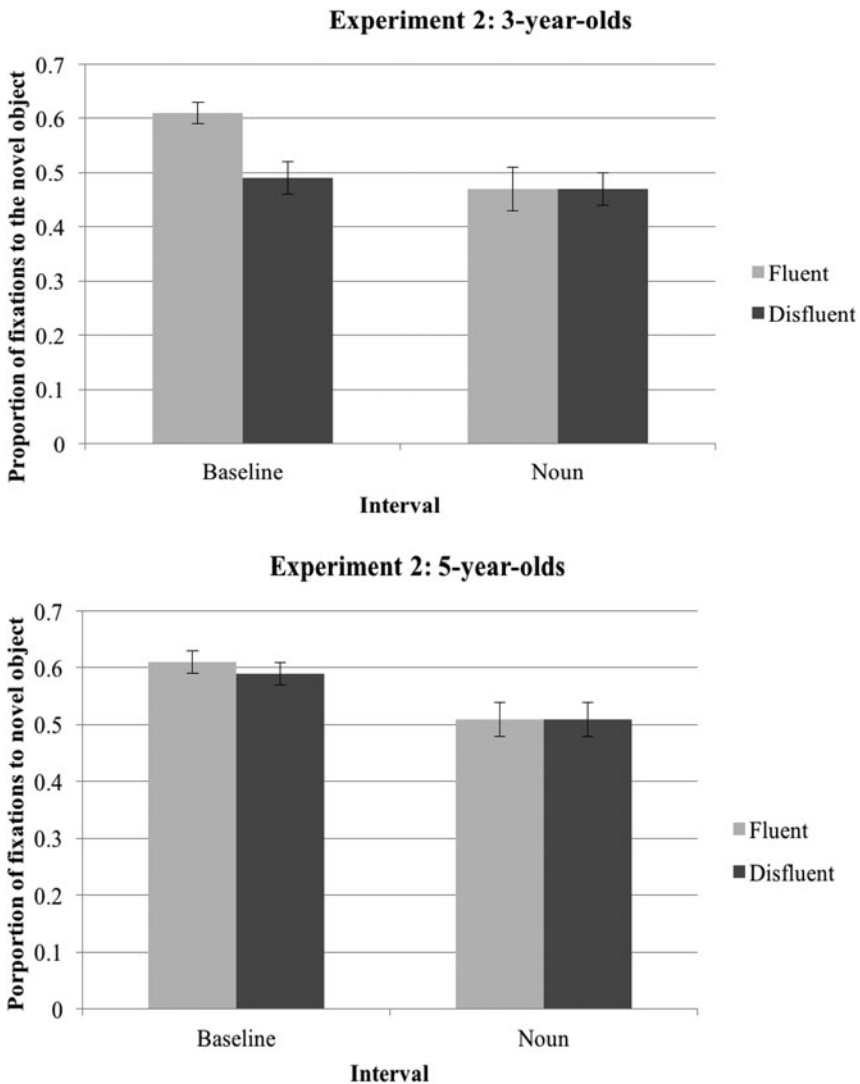 Experiment 2: 3-year-olds
Proportion of fixations to the novel object
0.7
0.6
0.5
0.4
0.3
0.2
0.1
0
Baseline
Noun
Interval
Fluent
Disfluent
Experiment 2: 5-year-olds
Porportion of fixations to novel object
0.7
0.6
0.5
0.4
0.3
0.2
0.1
0
Baseline
Noun
Interval
Fluent
Disfluent